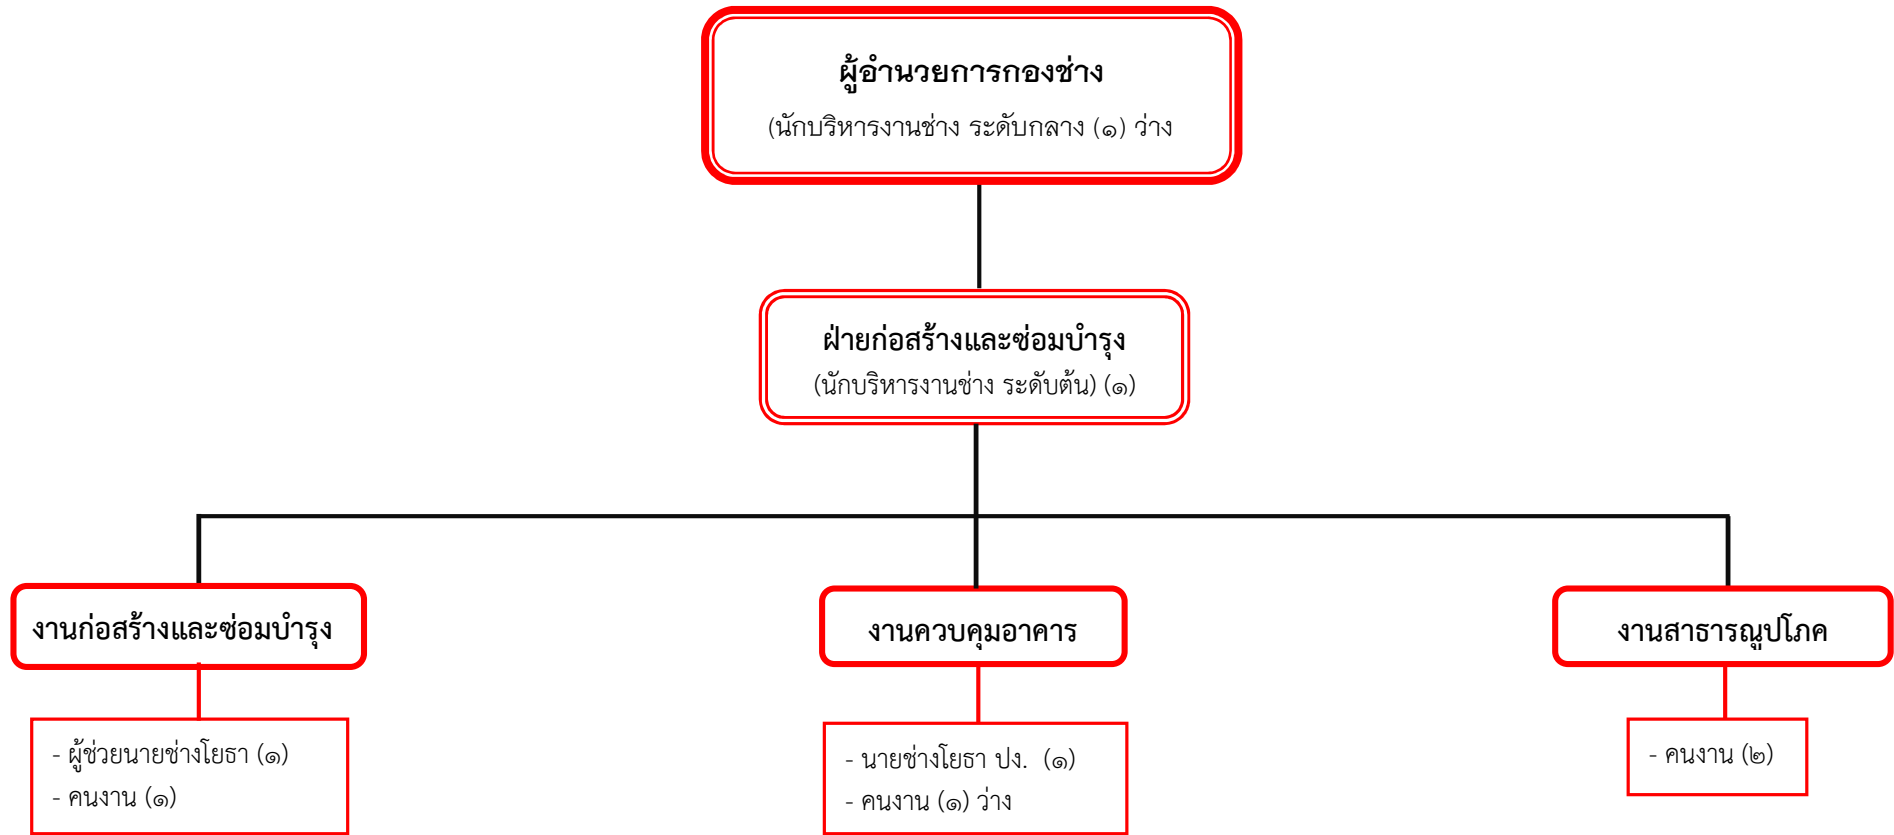 ผู้อำนวยการกองช่าง
(นักบริหารงานช่าง ระดับกลาง (๑) ว่าง
ฝ่ายก่อสร้างและซ่อมบำรุง
(นักบริหารงานช่าง ระดับต้น) (๑)
งานก่อสร้างและซ่อมบำรุง
- ผู้ช่วยนายช่างโยธา (๑)
- คนงาน (๑)
งานควบคุมอาคาร
- นายช่างโยธา ปง. (๑)
- คนงาน (๑) ว่าง
งานสาธารณูปโภค
- คนงาน (๒)